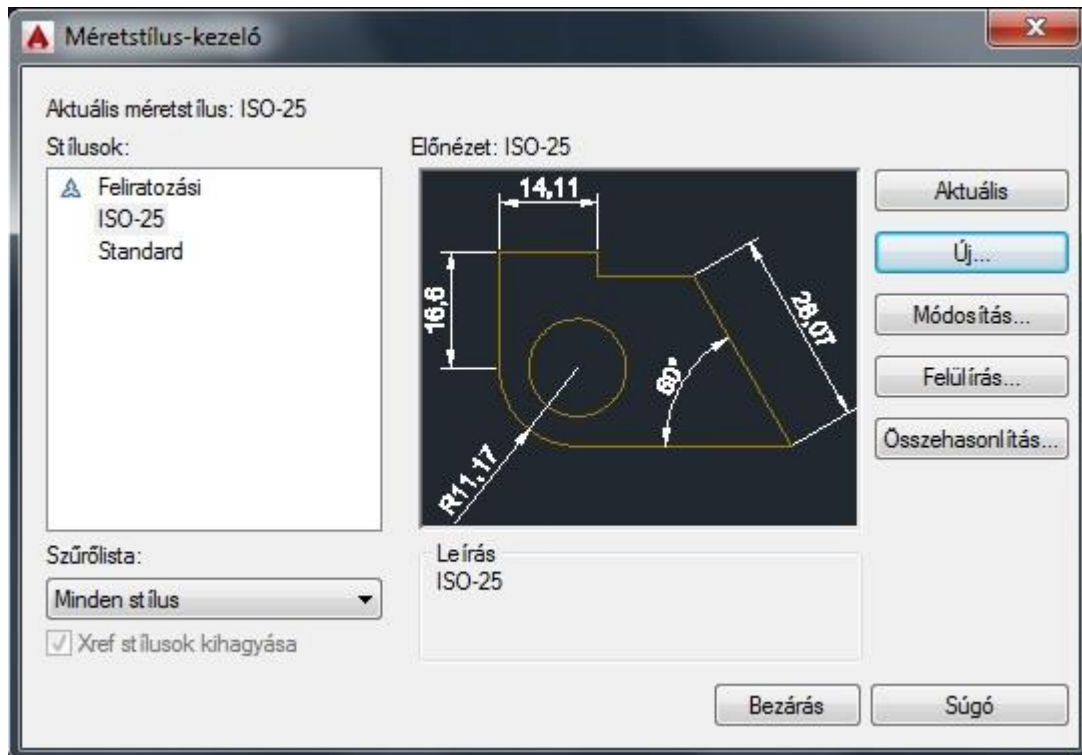 Méretstílus-kezelő
Aktuális méretstílus: ISO-25
Stílusok:
Feliratozási
ISO-25
Standard
Előnézet: ISO-25
14,11
16,6
28,07
60°
R11,17
Aktuális
Új...
Módosítás...
Felülírás...
Összehasonlítás...
Szűrőlista:
Minden stílus
Xref stílusok kihagyása
Leírás
ISO-25
Bezárás
Súgó